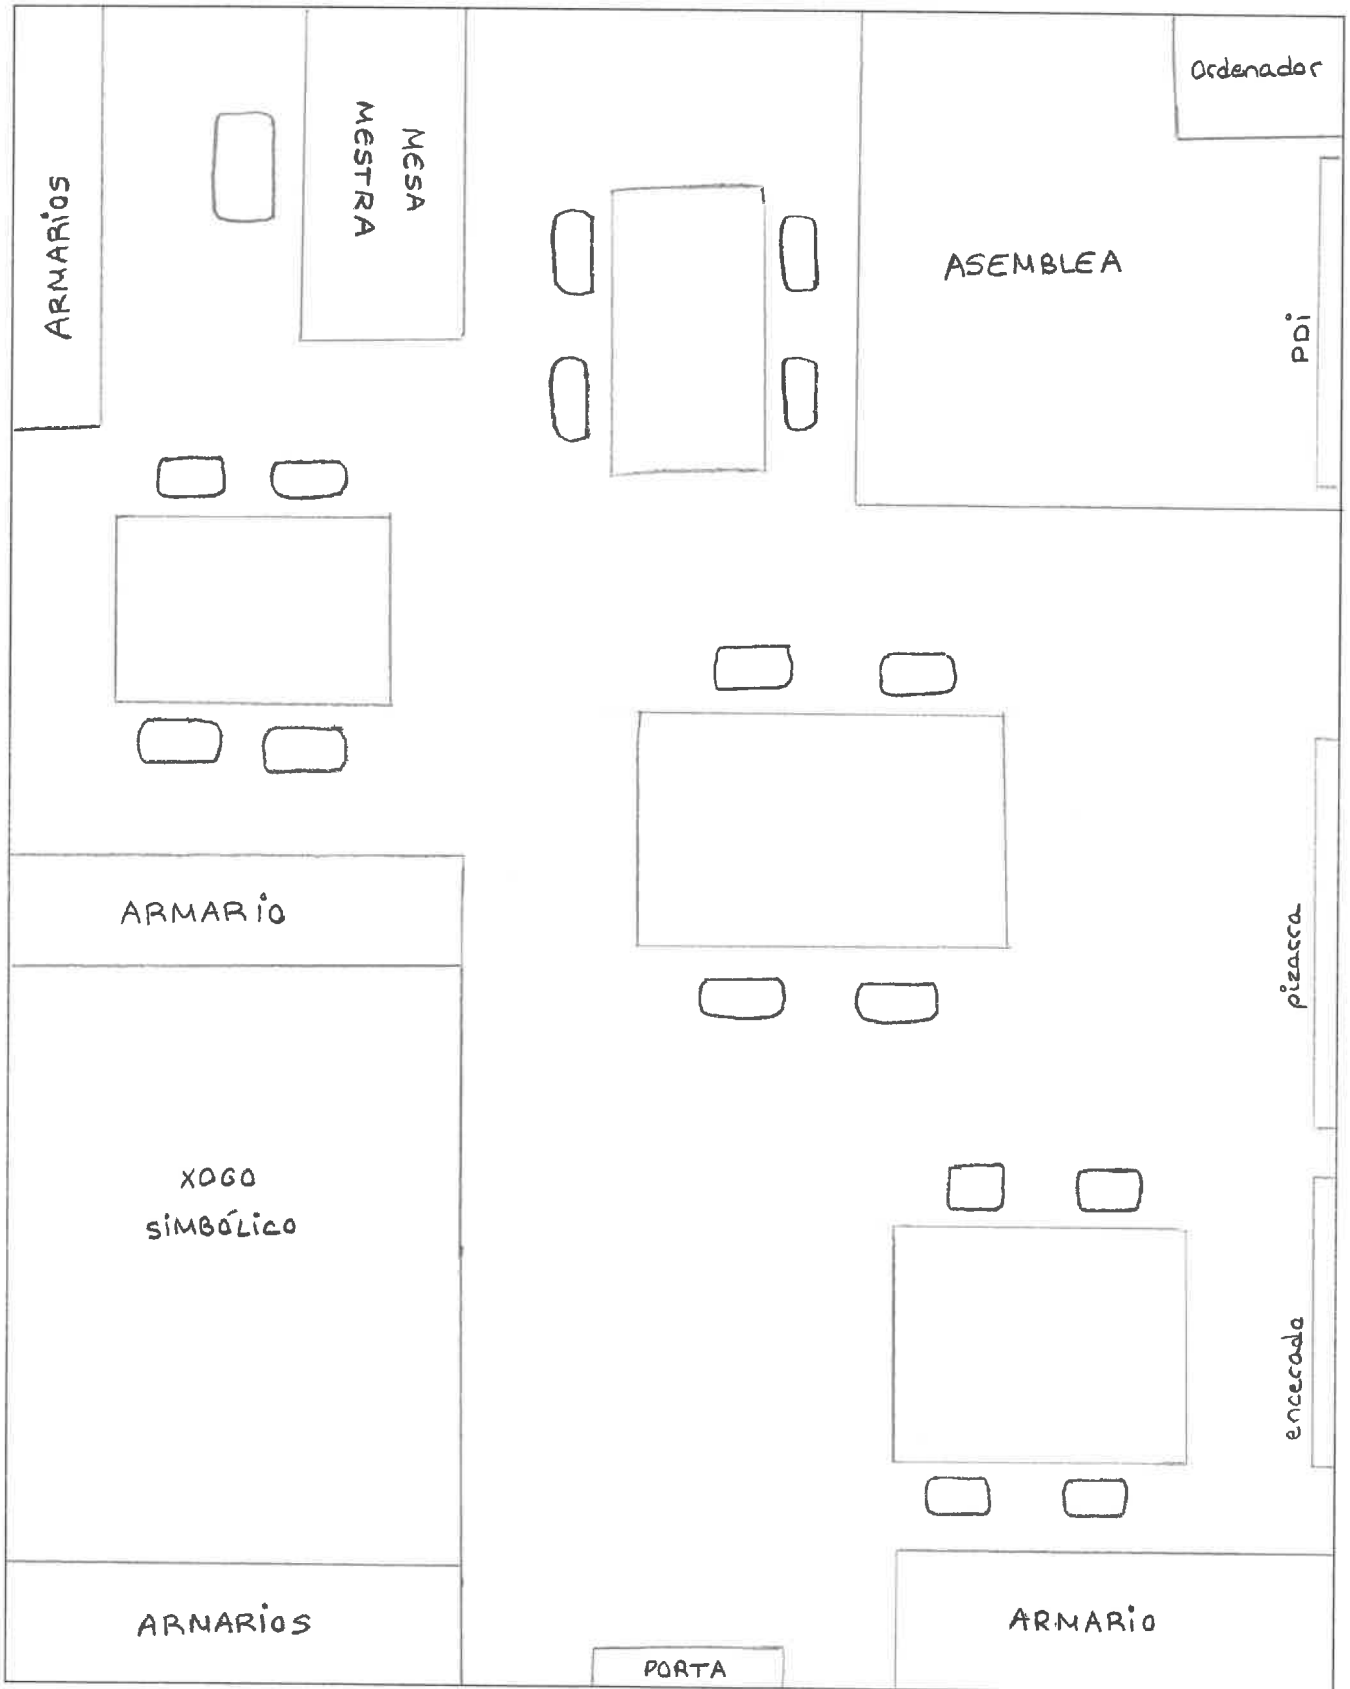 Ordenador
ARMARIOS
MESA
MESTRA
ASEMBLEA
PDI
ARMARIO
pizarra
XOGO
SIMBÓLICO
encerado
ARMARIOS
ARMARIO
PORTA